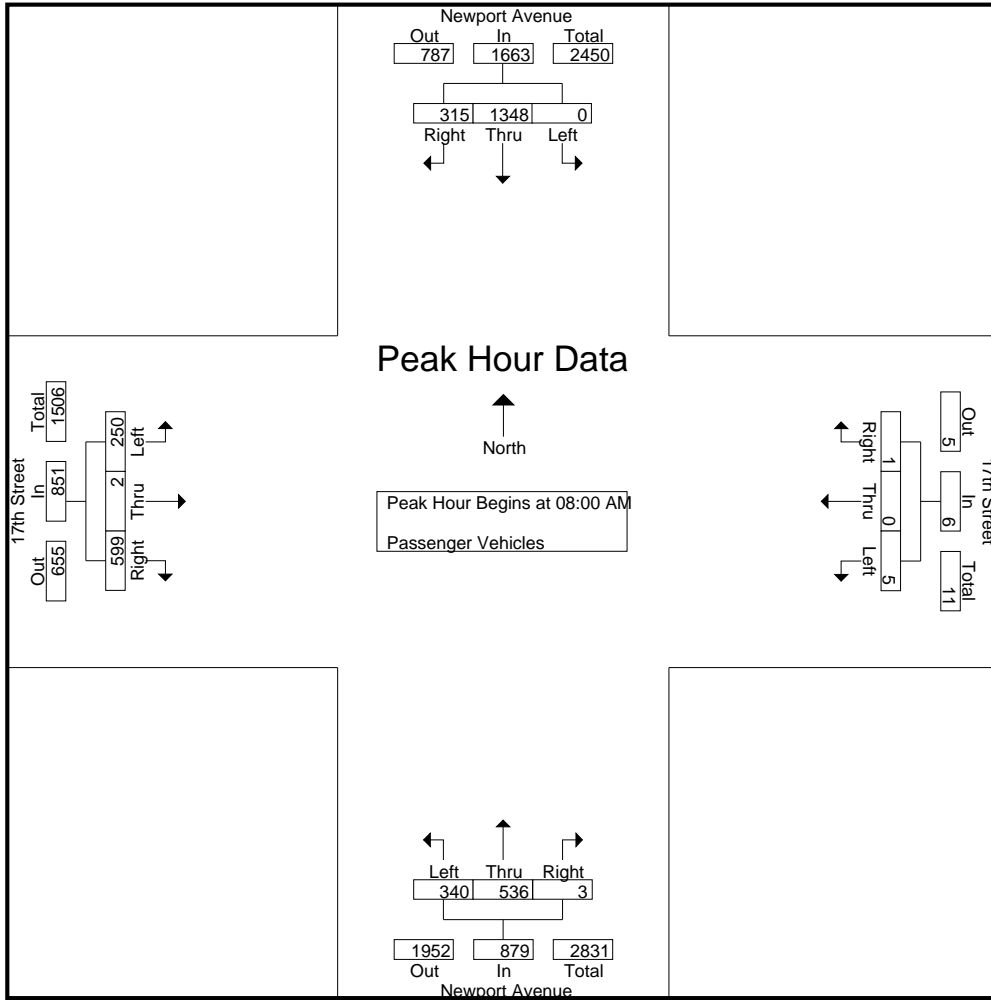 Newport Avenue
Out In Total
787 1663 2450
315 1348 0
Right Thru Left
Peak Hour Data
North
Peak Hour Begins at 08:00 AM
Passenger Vehicles
17th Street
Total In Out
1506 851 655
250 2 599
Left Thru Right
17th Street
Out In Total
5 6 11
1 0 5
Right Thru Left
Left Thru Right
340 536 3
1952 879 2831
Out In Total
Newport Avenue